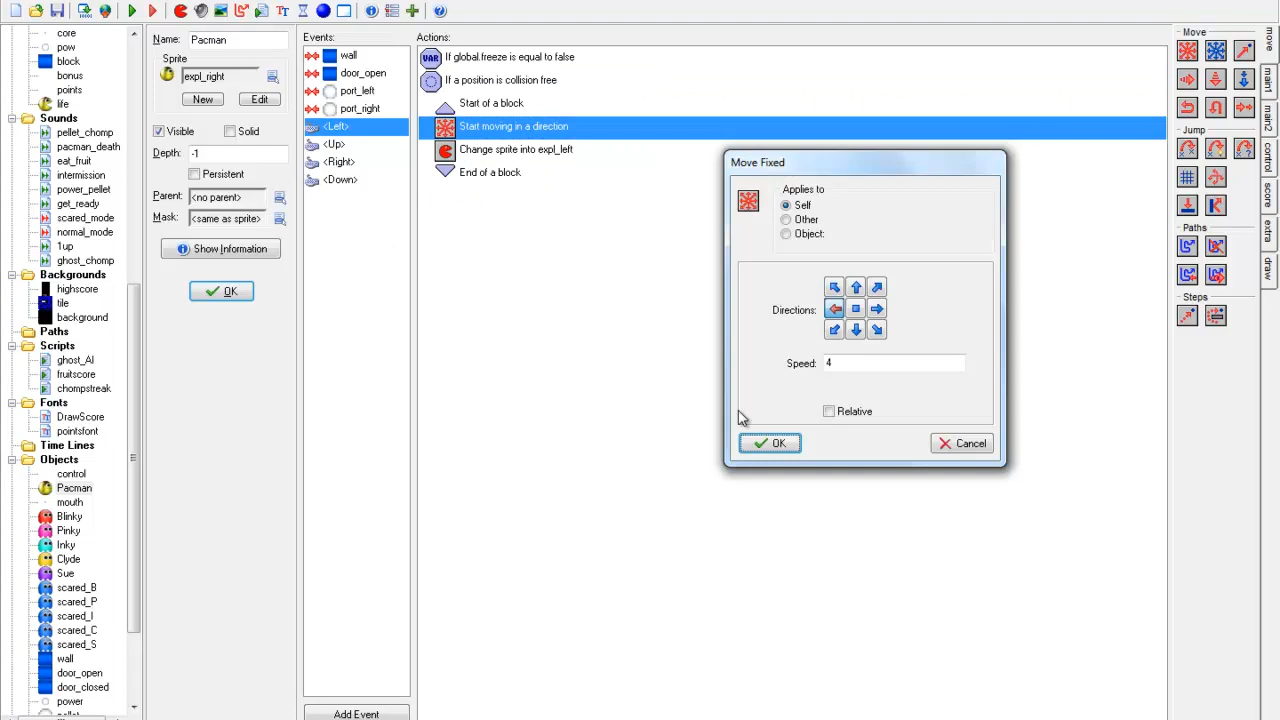 core
pow
block
bonus
points
life
Sounds
pellet_chomp
pacman_death
eat_fruit
intermission
power_pellet
get_ready
scared_mode
normal_mode
1up
ghost_chomp
Backgrounds
highscore
tile
background
Paths
Scripts
ghost_AI
fruitscore
chompstreak
Fonts
DrawScore
pointsfont
Time Lines
Objects
control
Pacman
mouth
Blinky
Pinky
Inky
Clyde
Sue
scared_B
scared_P
scared_I
scared_C
scared_S
wall
door_open
door_closed
power
Name: Pacman
Sprite
expl_right
New Edit
Visible Solid
Depth: -1
Persistent
Parent: <no parent>
Mask: <same as sprite>
Show Information
OK
Events:
wall
door_open
port_left
port_right
<Left>
<Up>
<Right>
<Down>
Add Event
Actions:
VAR If global.freeze is equal to false
If a position is collision free
Start of a block
Start moving in a direction
Change sprite into expl_left
End of a block
Move Fixed
Applies to
Self
Other
Object:
Directions:
Speed: 4
Relative
OK Cancel
Move
Jump
Paths
Steps
move
main1
main2
control
score
extra
draw